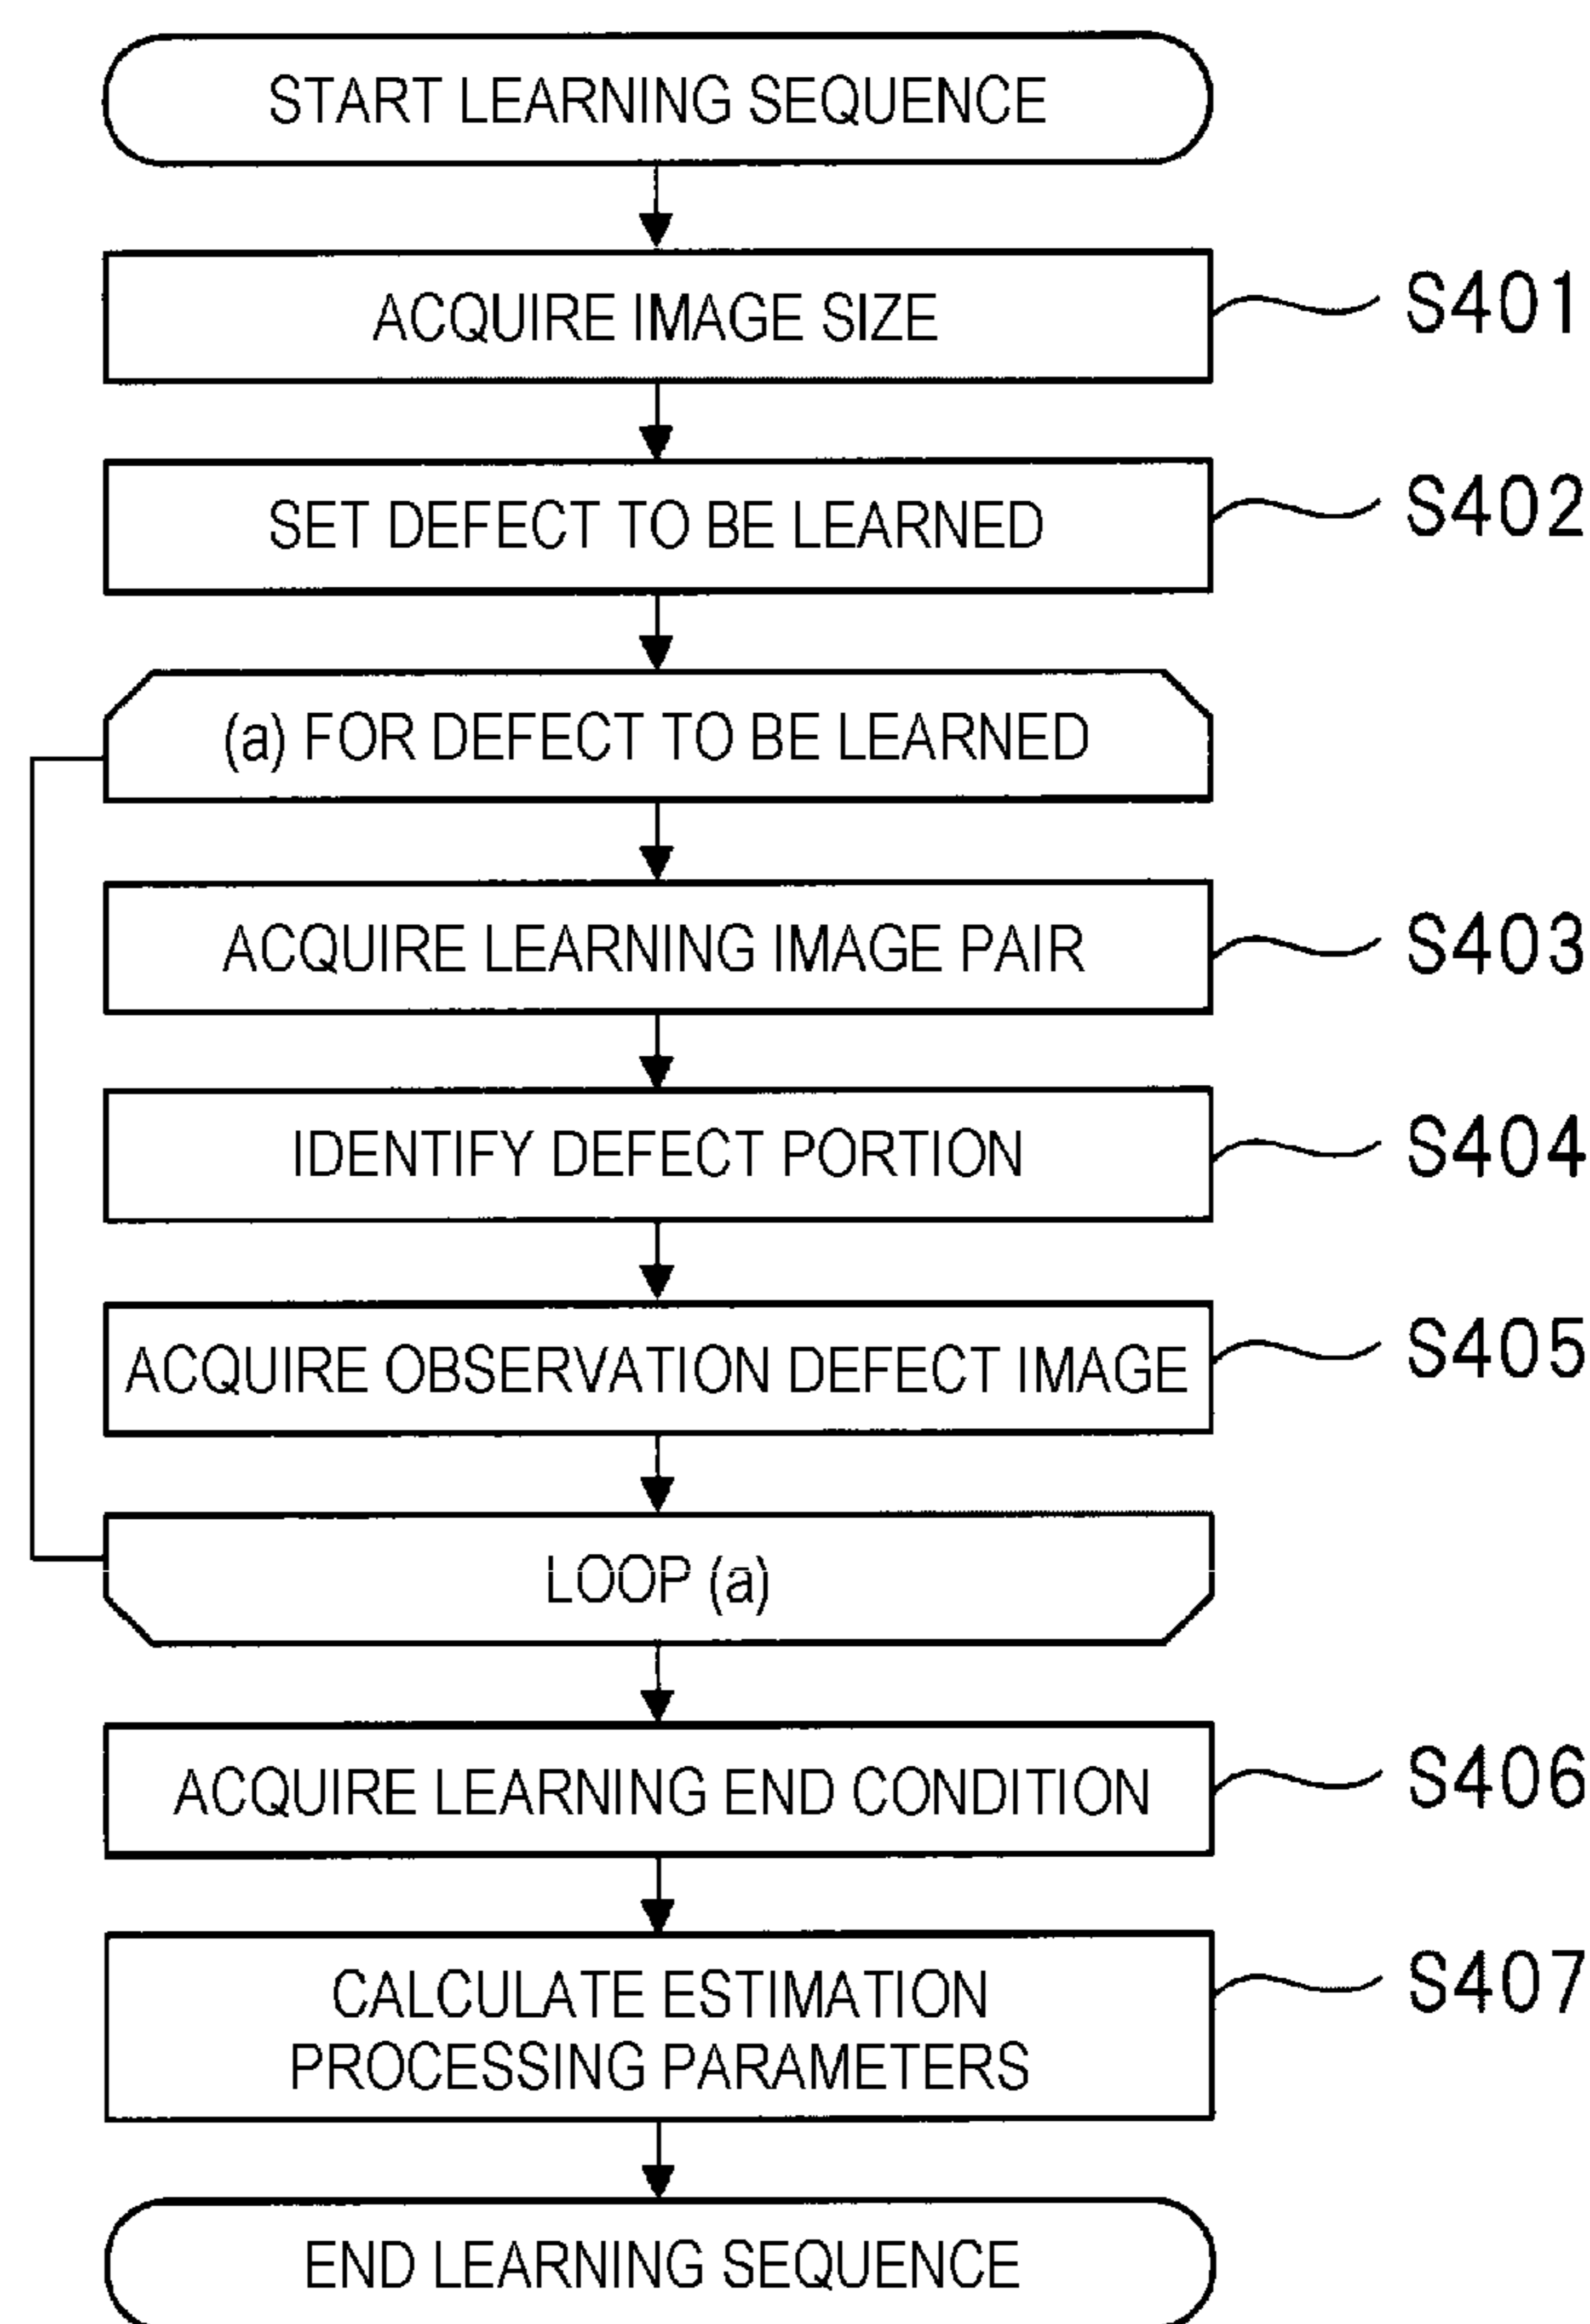 START LEARNING SEQUENCE
ACQUIRE IMAGE SIZE
S401
SET DEFECT TO BE LEARNED
S402
(a) FOR DEFECT TO BE LEARNED
ACQUIRE LEARNING IMAGE PAIR
S403
IDENTIFY DEFECT PORTION
S404
ACQUIRE OBSERVATION DEFECT IMAGE
S405
LOOP (a)
ACQUIRE LEARNING END CONDITION
S406
CALCULATE ESTIMATION
PROCESSING PARAMETERS
S407
END LEARNING SEQUENCE